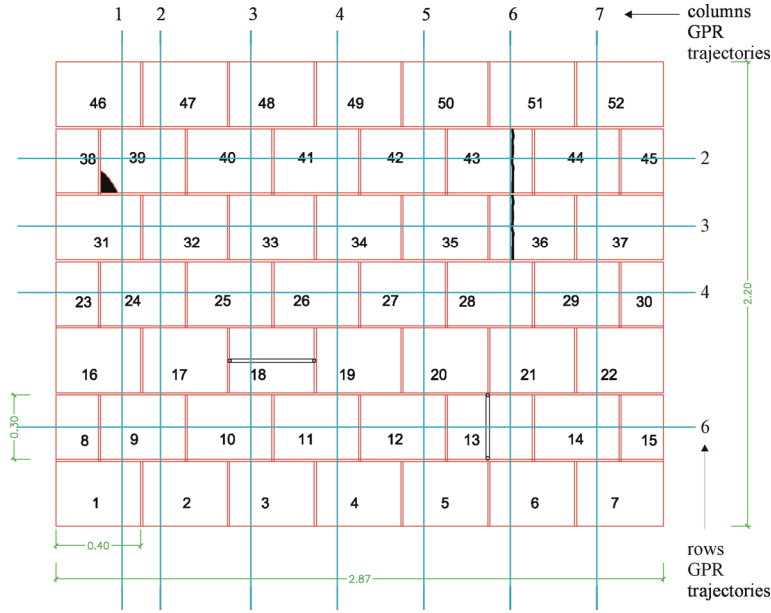 1 2 3 4 5 6 7 columns
GPR
trajectories
46 47 48 49 50 51 52
38 39 40 41 42 43 44 45 2
3
31 32 33 34 35 36 37
4
23 24 25 26 27 28 29 30
2.20
16 17 18 19 20 21 22
0.30
6
8 9 10 11 12 13 14 15
1 2 3 4 5 6 7
0.40
rows
GPR
trajectories
2.87